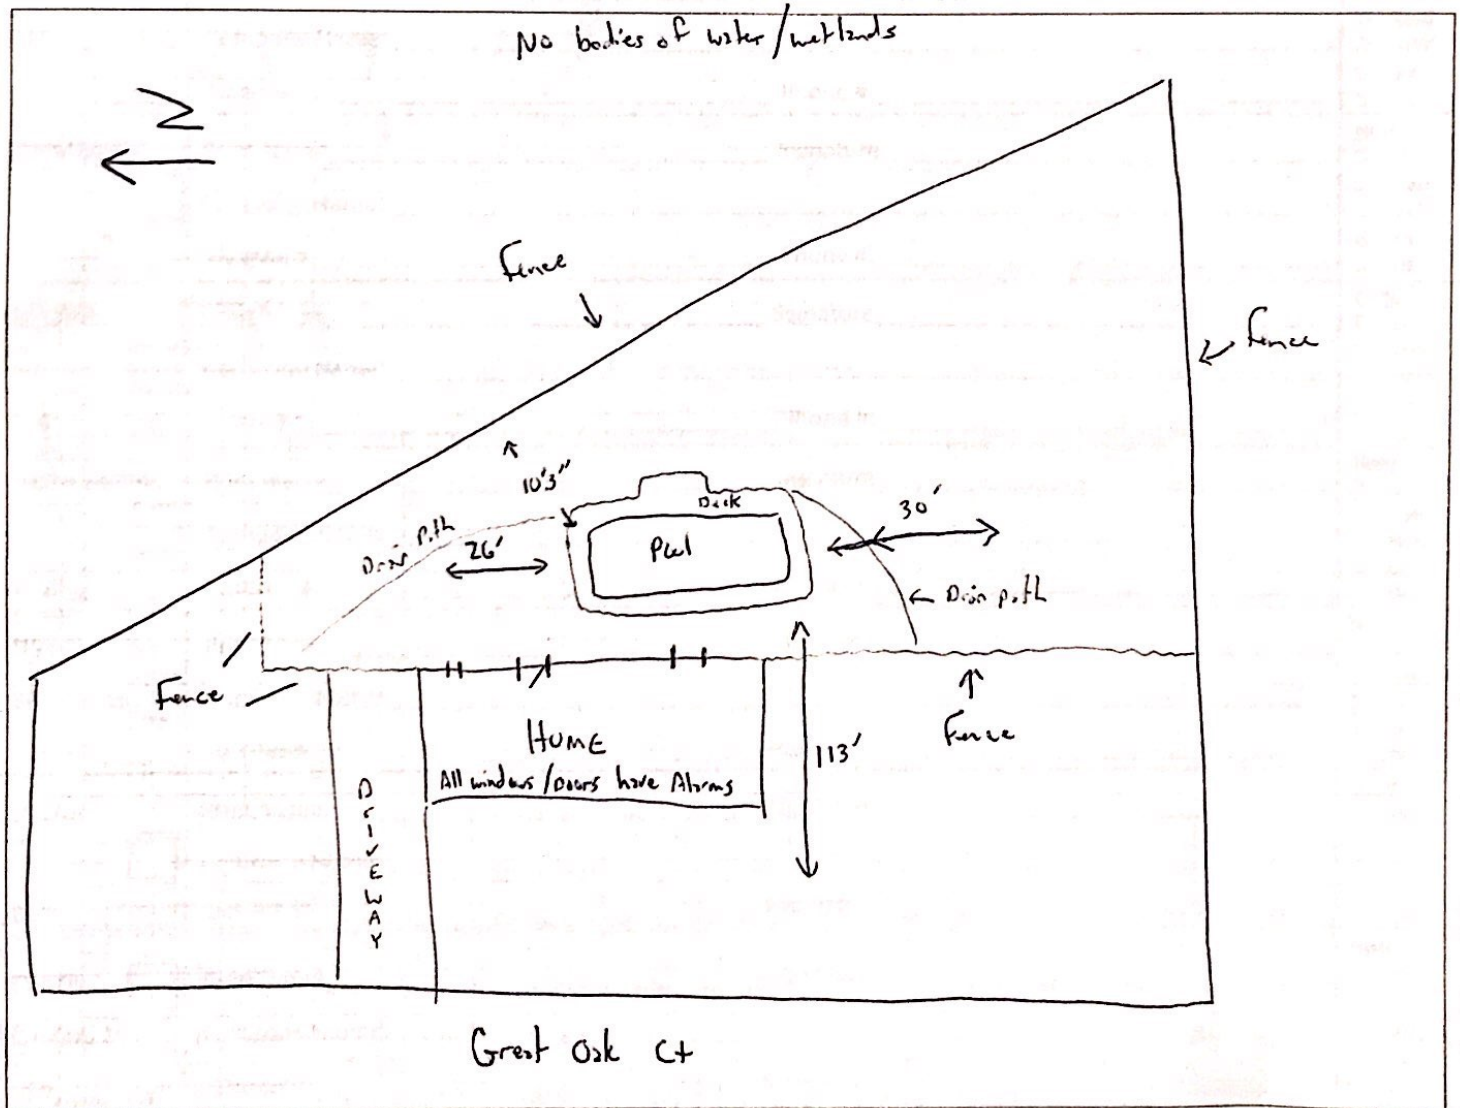 No bodies of water/wetlands
N
Fence
Fence
10'3"
Deck
30'
Drain Path
26'
Pool
Drain path
Fence
Fence
HOME
All windows/Doors have Alarms
113'
DRIVEWAY
Great Oak Ct